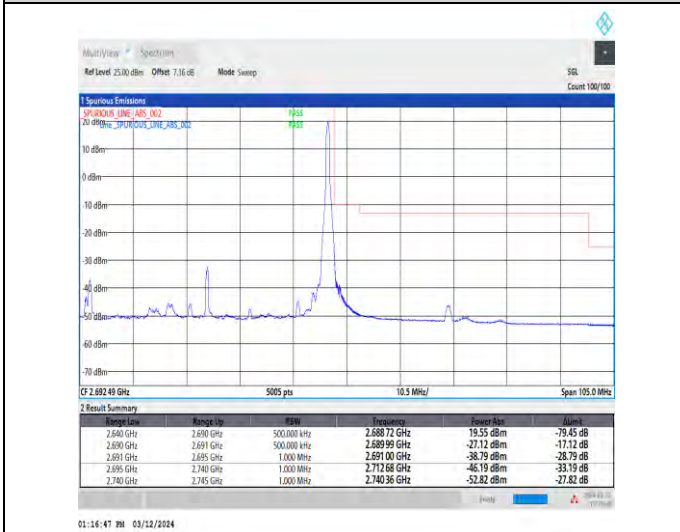 MultiView Spectrum
Ref Level 25.00 dBm Offset 7.16 dB Mode Sweep SGL
Count 100/100
1 Spurious Emissions
SPURIOUS_LINE_ABS_002 PASS
20 dBm
Line _SPURIOUS_LINE_ABS_002 PASS
10 dBm
0 dBm
-10 dBm
-20 dBm
-30 dBm
-40 dBm
-50 dBm
-60 dBm
-70 dBm
CF 2.692 49 GHz 5005 pts 10.5 MHz/ Span 105.0 MHz
2 Result Summary
Range Low Range Up RBW Frequency Power Abs ΔLimit
2.640 GHz 2.690 GHz 500.000 kHz 2.688 72 GHz 19.55 dBm -79.45 dB
2.690 GHz 2.691 GHz 500.000 kHz 2.689 99 GHz -27.12 dBm -17.12 dB
2.691 GHz 2.695 GHz 1.000 MHz 2.691 00 GHz -38.79 dBm -28.79 dB
2.695 GHz 2.740 GHz 1.000 MHz 2.712 68 GHz -46.19 dBm -33.19 dB
2.740 GHz 2.745 GHz 1.000 MHz 2.740 36 GHz -52.82 dBm -27.82 dB
01:16:47 PM 03/12/2024